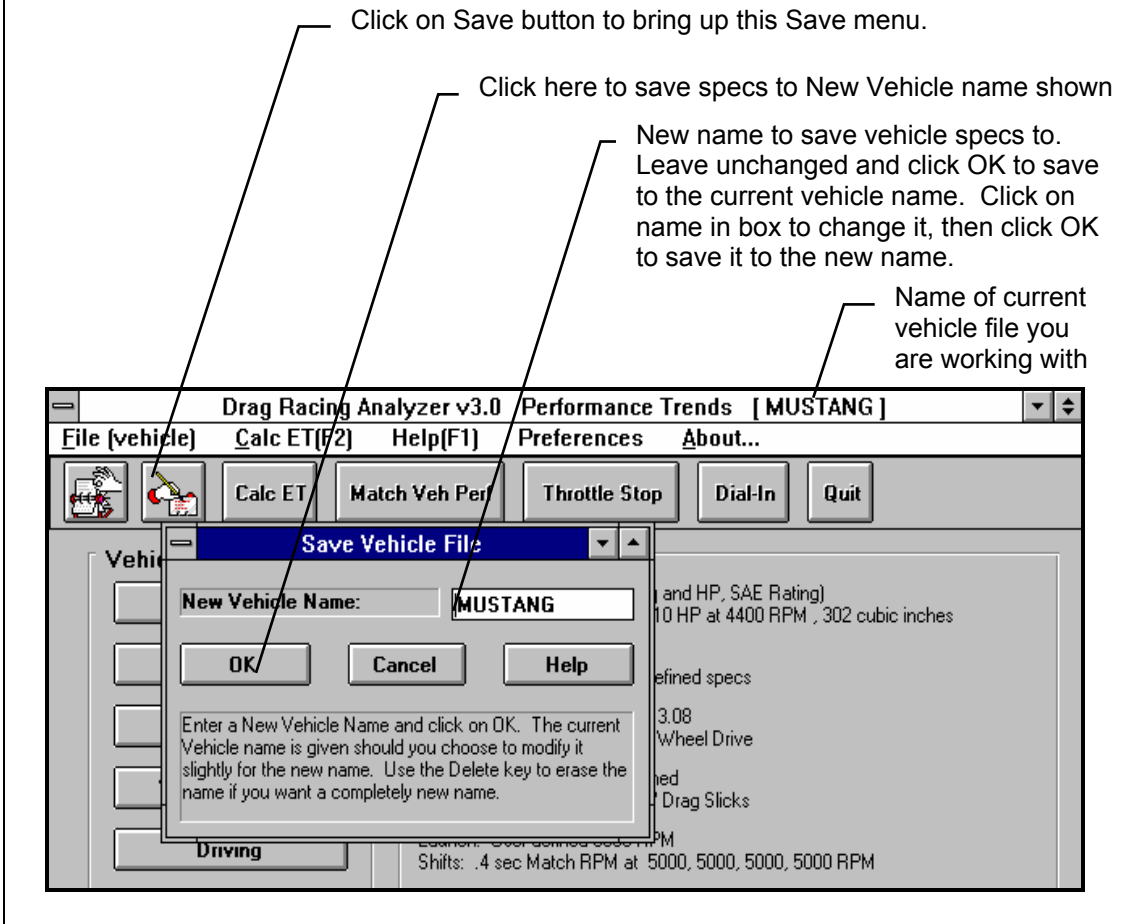 Click on Save button to bring up this Save menu.
Click here to save specs to New Vehicle name shown
New name to save vehicle specs to.
Leave unchanged and click OK to save
to the current vehicle name.  Click on
name in box to change it, then click OK
to save it to the new name.
Name of current
vehicle file you
are working with
Drag Racing Analyzer v3.0   Performance Trends   [ MUSTANG ]
File (vehicle)   Calc ET(F2)   Help(F1)   Preferences   About...
Calc ET   Match Veh Perf   Throttle Stop   Dial-In   Quit
Save Vehicle File
Vehic
and HP, SAE Rating)
New Vehicle Name:   MUSTANG
10 HP at 4400 RPM , 302 cubic inches
OK   Cancel   Help
efined specs
Enter a New Vehicle Name and click on OK.  The current
Vehicle name is given should you choose to modify it
slightly for the new name.  Use the Delete key to erase the
name if you want a completely new name.
3.08
Wheel Drive
ned
Drag Slicks
Driving
RPM
Shifts:  .4 sec Match RPM at  5000, 5000, 5000, 5000 RPM